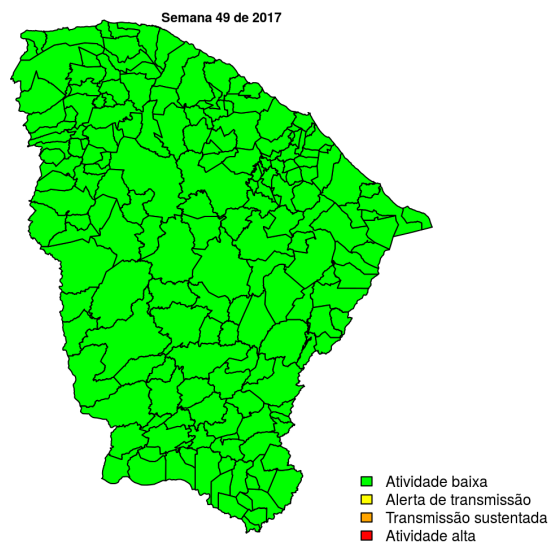 Semana 49 de 2017
Atividade baixa
Alerta de transmissão
Transmissão sustentada
Atividade alta